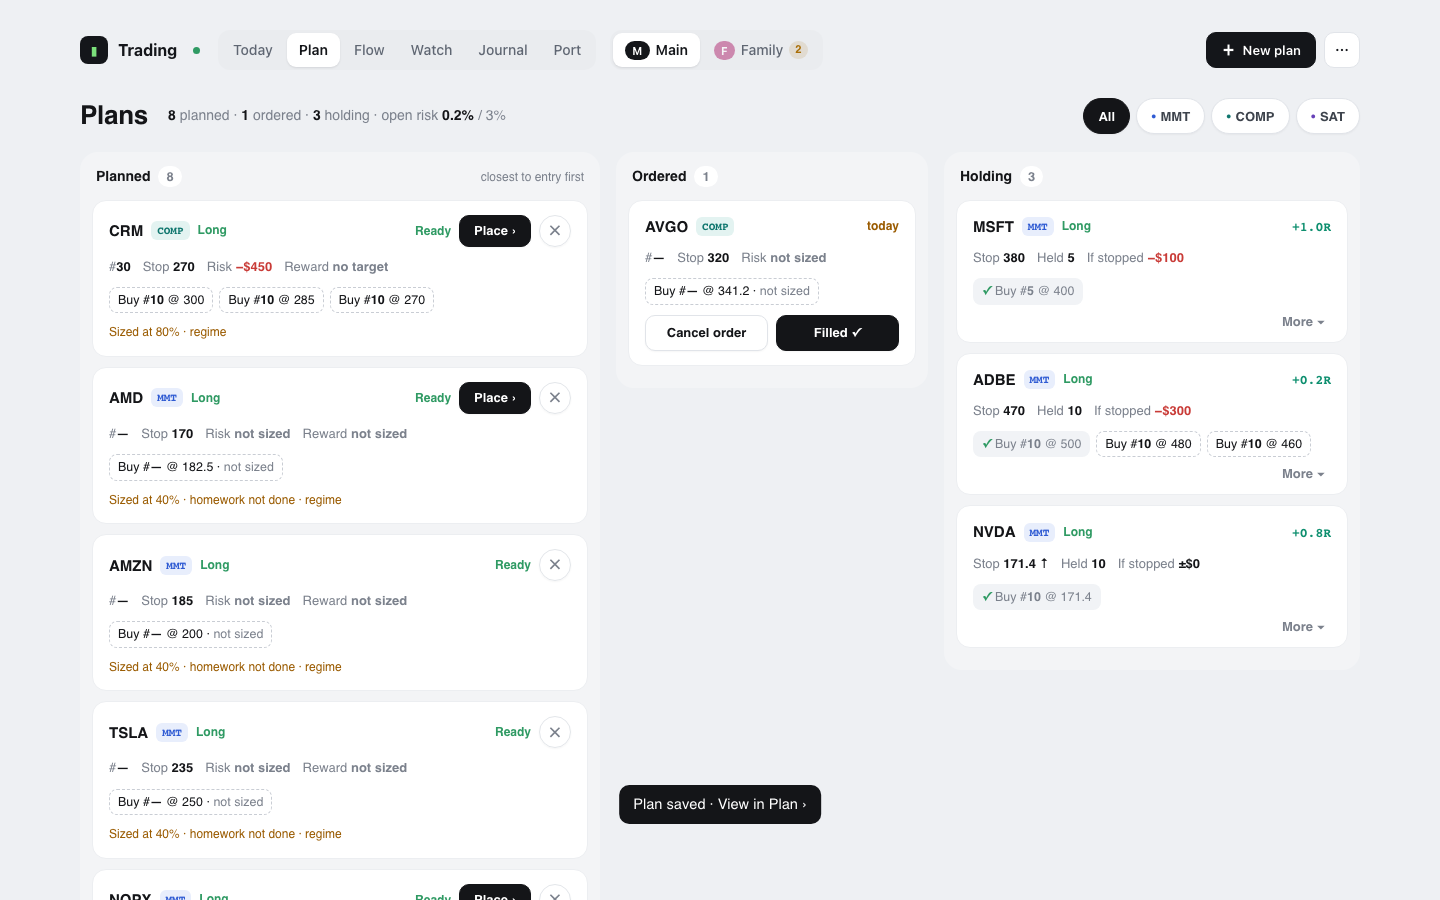 Trading
Today Plan Flow Watch Journal Port
M Main F Family 2
+ New plan ···
Plans
8 planned · 1 ordered · 3 holding · open risk 0.2% / 3%
All • MMT • COMP • SAT
Planned 8 closest to entry first
CRM COMP Long Ready Place › ✕
#30 Stop 270 Risk –$450 Reward no target
Buy #10 @ 300 Buy #10 @ 285 Buy #10 @ 270
Sized at 80% · regime
AMD MMT Long Ready Place › ✕
#— Stop 170 Risk not sized Reward not sized
Buy #— @ 182.5 · not sized
Sized at 40% · homework not done · regime
AMZN MMT Long Ready ✕
#— Stop 185 Risk not sized Reward not sized
Buy #— @ 200 · not sized
Sized at 40% · homework not done · regime
TSLA MMT Long Ready ✕
#— Stop 235 Risk not sized Reward not sized
Buy #— @ 250 · not sized
Sized at 40% · homework not done · regime
Long Ready Place ›
Ordered 1
AVGO COMP today
#— Stop 320 Risk not sized
Buy #— @ 341.2 · not sized
Cancel order Filled ✓
Holding 3
MSFT MMT Long +1.0R
Stop 380 Held 5 If stopped –$100
✓ Buy #5 @ 400
More
ADBE MMT Long +0.2R
Stop 470 Held 10 If stopped –$300
✓ Buy #10 @ 500 Buy #10 @ 480 Buy #10 @ 460
More
NVDA MMT Long +0.8R
Stop 171.4 ↑ Held 10 If stopped ±$0
✓ Buy #10 @ 171.4
More
Plan saved · View in Plan ›